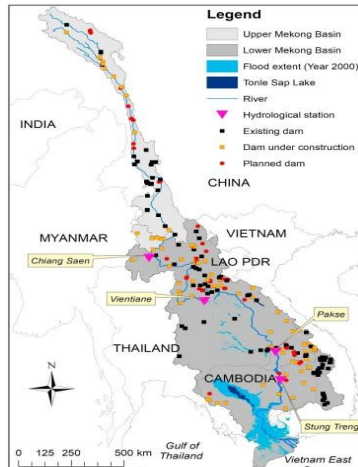 Legend
Upper Mekong Basin
Lower Mekong Basin
Flood extent (Year 2000)
Tonle Sap Lake
River
Hydrological station
Existing dam
Dam under construction
Planned dam
INDIA
CHINA
MYANMAR
VIETNAM
Chiang Saen
LAO PDR
Vientiane
Pakse
THAILAND
CAMBODIA
N
Stung Treng
Gulf of
Thailand
Vietnam East
0 125 250 500 km